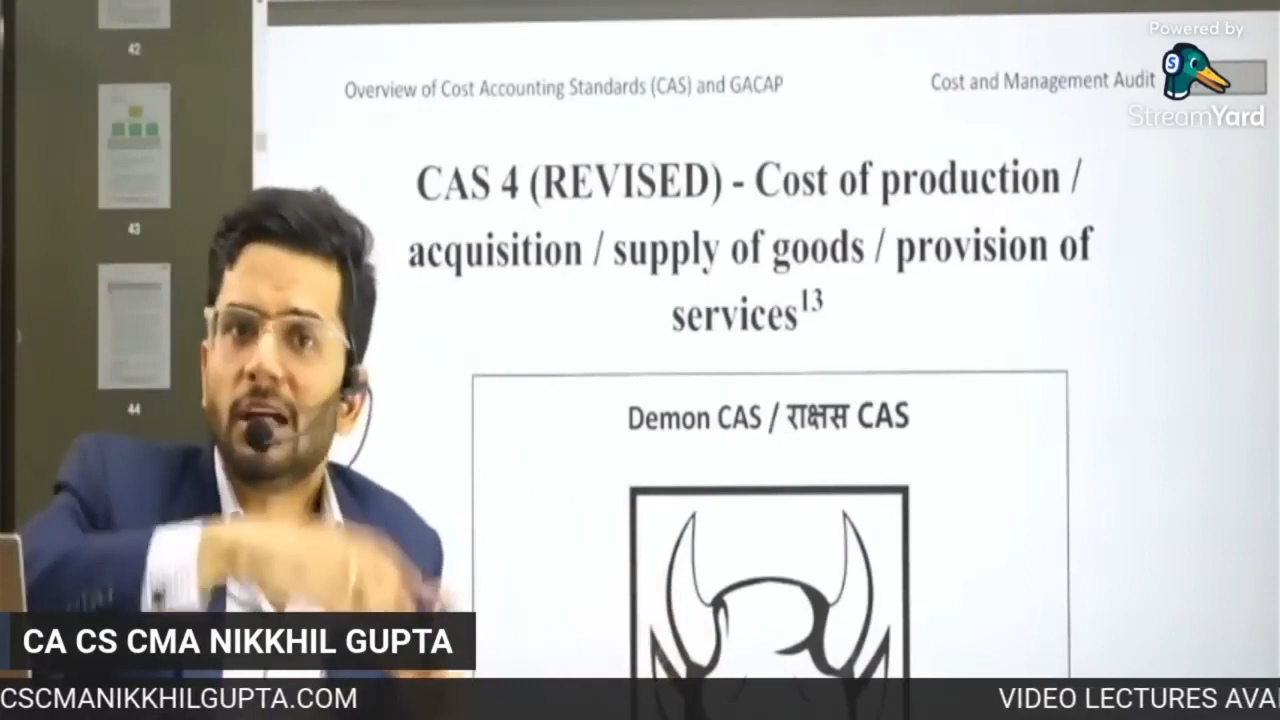 42
43
44
Overview of Cost Accounting Standards (CAS) and GACAP
Cost and Management Audit
Powered by
S
StreamYard
CAS 4 (REVISED) - Cost of production /
acquisition / supply of goods / provision of
services13
Demon CAS / राक्षस CAS
CA CS CMA NIKKHIL GUPTA
CSCMANIKKHILGUPTA.COM
VIDEO LECTURES AVA